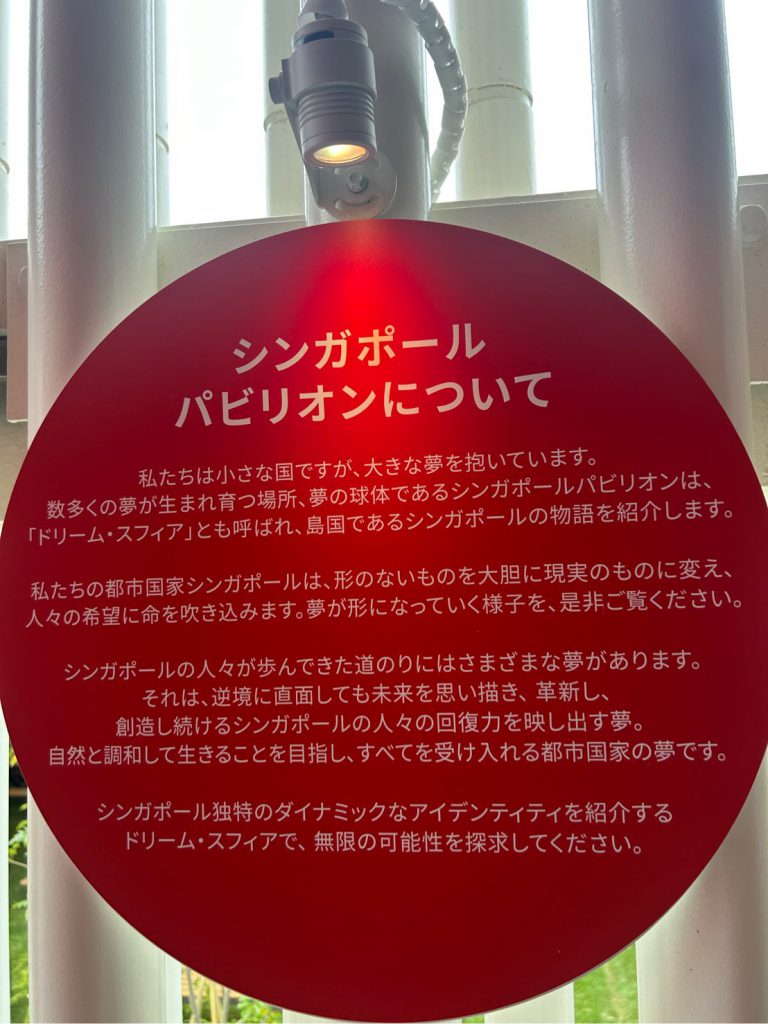 シンガポール
パビリオンについて
私たちは小さな国ですが、大きな夢を抱いています。
数多くの夢が生まれ育つ場所、夢の球体であるシンガポールパビリオンは、
「ドリーム・スフィア」とも呼ばれ、島国であるシンガポールの物語を紹介します。
私たちの都市国家シンガポールは、形のないものを大胆に現実のものに変え、
人々の希望に命を吹き込みます。夢が形になっていく様子を、是非ご覧ください。
シンガポールの人々が歩んできた道のりにはさまざまな夢があります。
それは、逆境に直面しても未来を思い描き、革新し、
創造し続けるシンガポールの人々の回復力を映し出す夢。
自然と調和して生きることを目指し、すべてを受け入れる都市国家の夢です。
シンガポール独特のダイナミックなアイデンティティを紹介する
ドリーム・スフィアで、無限の可能性を探求してください。